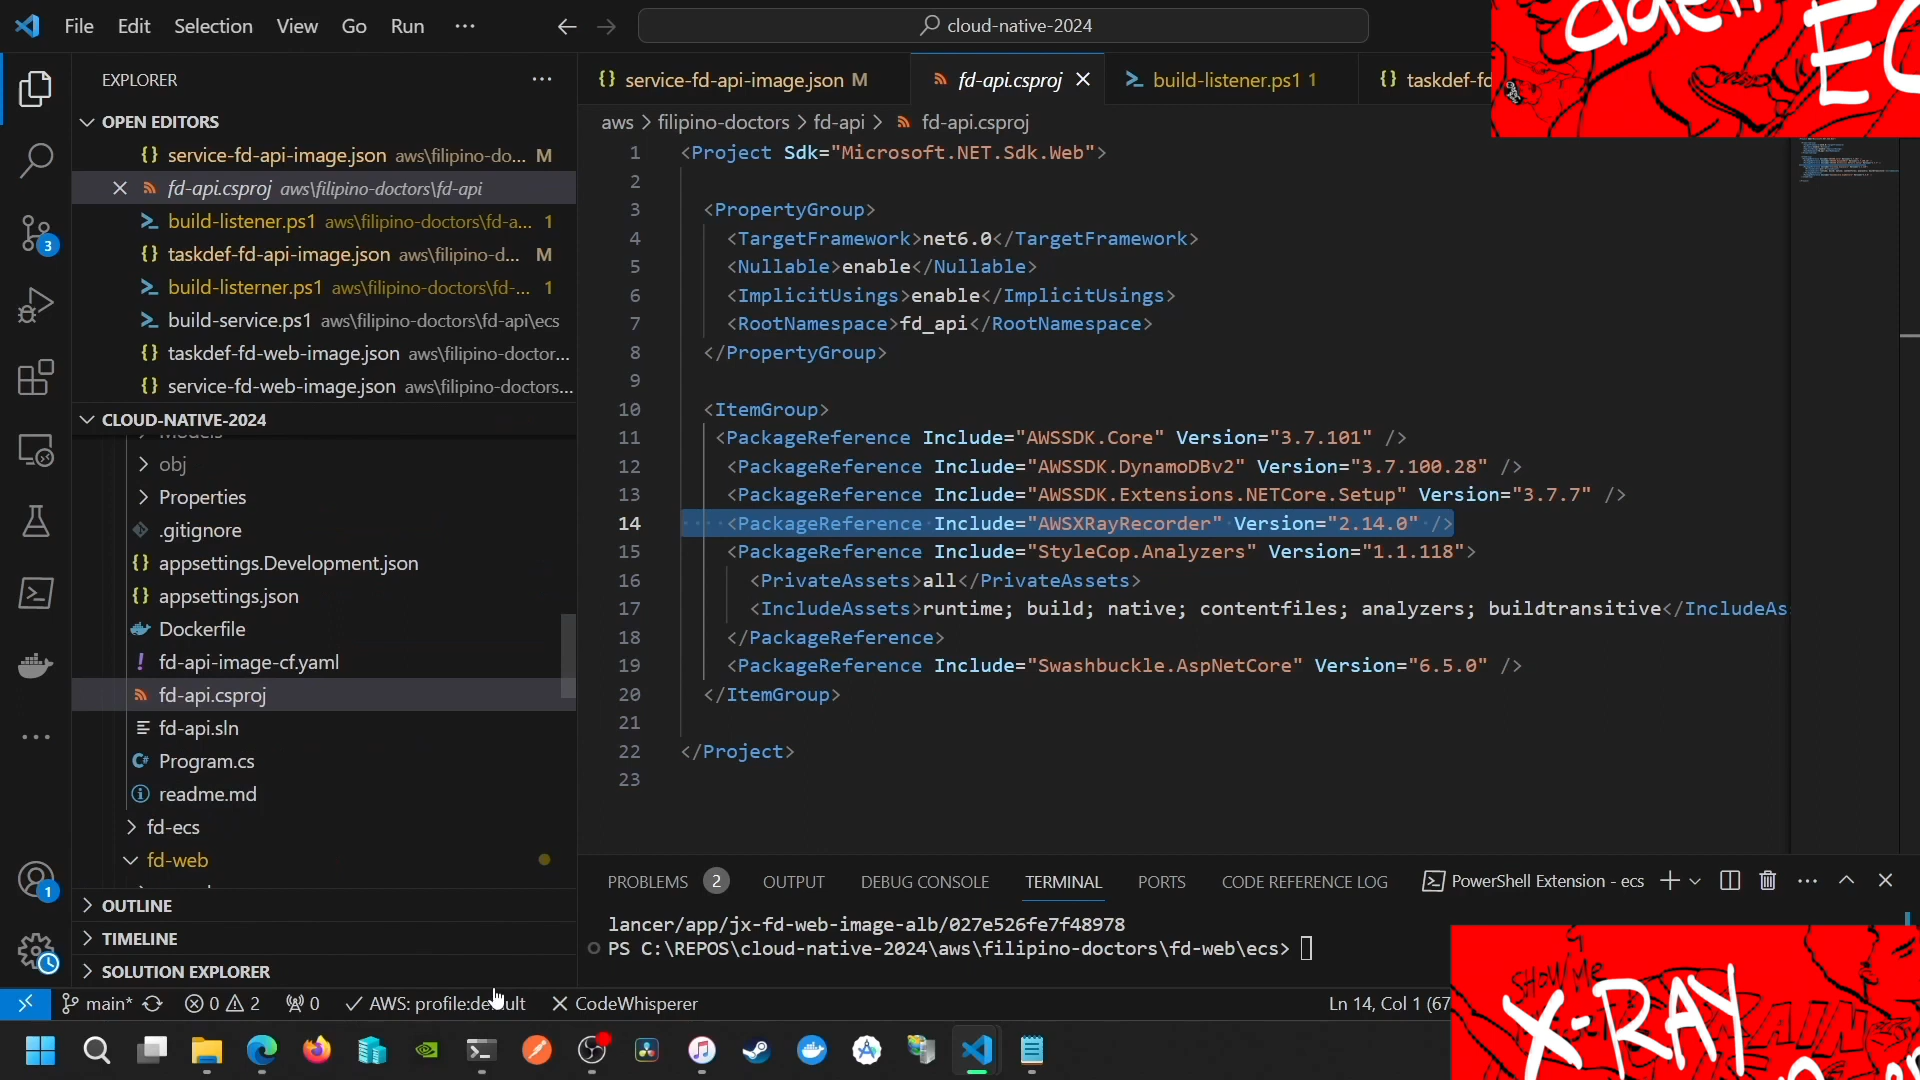 File Edit Selection View Go Run ···
cloud-native-2024
EXPLORER
OPEN EDITORS
service-fd-api-image.json aws\filipino-do... M
fd-api.csproj aws\filipino-doctors\fd-api
build-listener.ps1 aws\filipino-doctors\fd-a... 1
taskdef-fd-api-image.json aws\filipino-d... M
build-listerner.ps1 aws\filipino-doctors\fd-... 1
build-service.ps1 aws\filipino-doctors\fd-api\ecs
taskdef-fd-web-image.json aws\filipino-doctor...
service-fd-web-image.json aws\filipino-doctors...
CLOUD-NATIVE-2024
Models
obj
Properties
.gitignore
appsettings.Development.json
appsettings.json
Dockerfile
fd-api-image-cf.yaml
fd-api.csproj
fd-api.sln
Program.cs
readme.md
fd-ecs
fd-web
OUTLINE
TIMELINE
SOLUTION EXPLORER
3
1
service-fd-api-image.json M
fd-api.csproj
build-listener.ps1 1
taskdef-fd
aws > filipino-doctors > fd-api > fd-api.csproj
1 <Project Sdk="Microsoft.NET.Sdk.Web">
2
3 <PropertyGroup>
4 <TargetFramework>net6.0</TargetFramework>
5 <Nullable>enable</Nullable>
6 <ImplicitUsings>enable</ImplicitUsings>
7 <RootNamespace>fd_api</RootNamespace>
8 </PropertyGroup>
9
10 <ItemGroup>
11 <PackageReference Include="AWSSDK.Core" Version="3.7.101" />
12 <PackageReference Include="AWSSDK.DynamoDBv2" Version="3.7.100.28" />
13 <PackageReference Include="AWSSDK.Extensions.NETCore.Setup" Version="3.7.7" />
14 <PackageReference Include="AWSXRayRecorder" Version="2.14.0" />
15 <PackageReference Include="StyleCop.Analyzers" Version="1.1.118">
16 <PrivateAssets>all</PrivateAssets>
17 <IncludeAssets>runtime; build; native; contentfiles; analyzers; buildtransitive</IncludeAs
18 </PackageReference>
19 <PackageReference Include="Swashbuckle.AspNetCore" Version="6.5.0" />
20 </ItemGroup>
21
22 </Project>
23
PROBLEMS 2 OUTPUT DEBUG CONSOLE TERMINAL PORTS CODE REFERENCE LOG PowerShell Extension - ecs
lancer/app/jx-fd-web-image-alb/027e526fe7f48978
PS C:\REPOS\cloud-native-2024\aws\filipino-doctors\fd-web\ecs>
main* 0 2 0 AWS: profile:default CodeWhisperer Ln 14, Col 1 (67
EC
SHOW ME
X-RAY